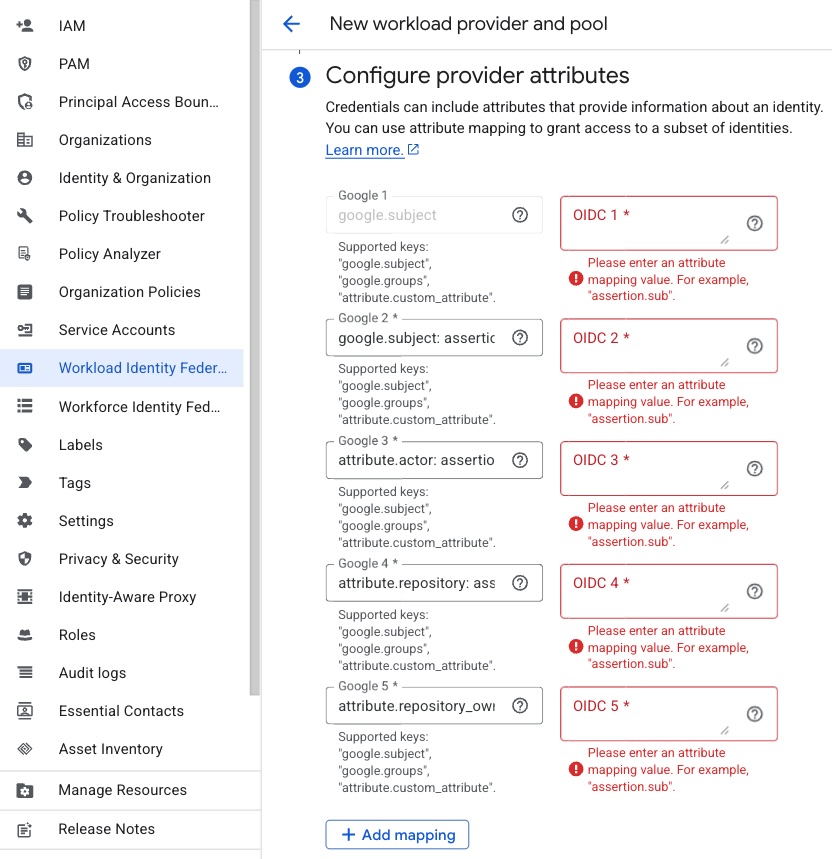 IAM
PAM
Principal Access Boun...
Organizations
Identity & Organization
Policy Troubleshooter
Policy Analyzer
Organization Policies
Service Accounts
Workload Identity Feder...
Workforce Identity Fed...
Labels
Tags
Settings
Privacy & Security
Identity-Aware Proxy
Roles
Audit logs
Essential Contacts
Asset Inventory
Manage Resources
Release Notes
New workload provider and pool
3 Configure provider attributes
Credentials can include attributes that provide information about an identity.
You can use attribute mapping to grant access to a subset of identities.
Learn more.
Google 1
google.subject
Supported keys:
"google.subject",
"google.groups",
"attribute.custom_attribute".
OIDC 1 *
Please enter an attribute
mapping value. For example,
"assertion.sub".
Google 2 *
google.subject: assertic
Supported keys:
"google.subject",
"google.groups",
"attribute.custom_attribute".
OIDC 2 *
Please enter an attribute
mapping value. For example,
"assertion.sub".
Google 3 *
attribute.actor: assertio
Supported keys:
"google.subject",
"google.groups",
"attribute.custom_attribute".
OIDC 3 *
Please enter an attribute
mapping value. For example,
"assertion.sub".
Google 4 *
attribute.repository: ass
Supported keys:
"google.subject",
"google.groups",
"attribute.custom_attribute".
OIDC 4 *
Please enter an attribute
mapping value. For example,
"assertion.sub".
Google 5 *
attribute.repository_owr
Supported keys:
"google.subject",
"google.groups",
"attribute.custom_attribute".
OIDC 5 *
Please enter an attribute
mapping value. For example,
"assertion.sub".
+ Add mapping